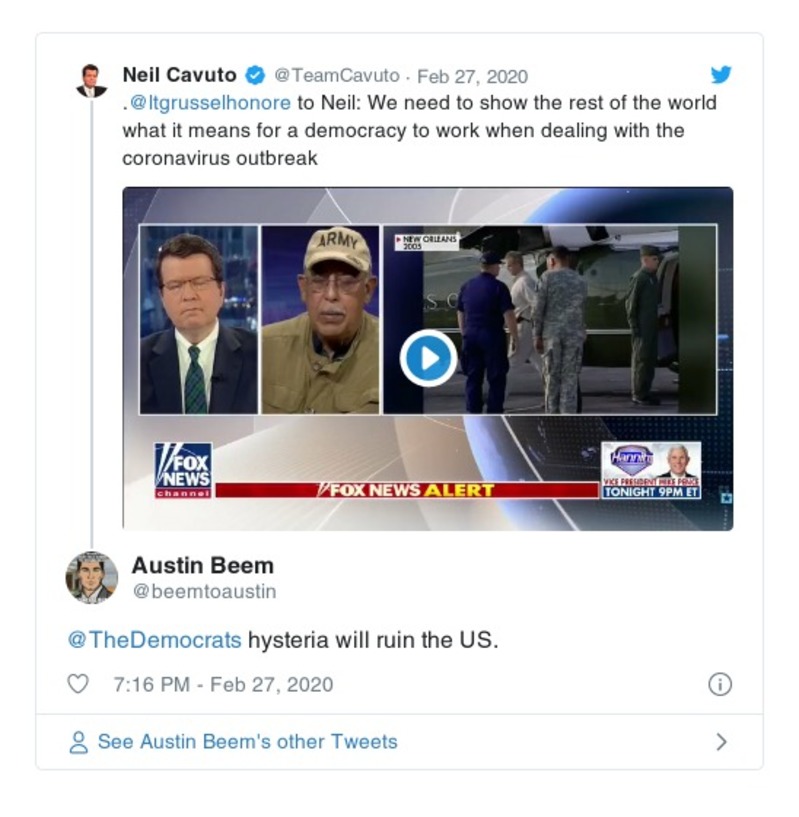 Neil Cavuto @TeamCavuto · Feb 27, 2020
.@ltgrusselhonore to Neil: We need to show the rest of the world
what it means for a democracy to work when dealing with the
coronavirus outbreak
ARMY
NEW ORLEANS
2005
S C
FOX
NEWS
channel
FOX NEWS ALERT
Hannity
VICE PRESIDENT MIKE PENCE
TONIGHT 9PM ET
Austin Beem
@beemtoaustin
@TheDemocrats hysteria will ruin the US.
7:16 PM - Feb 27, 2020
See Austin Beem's other Tweets